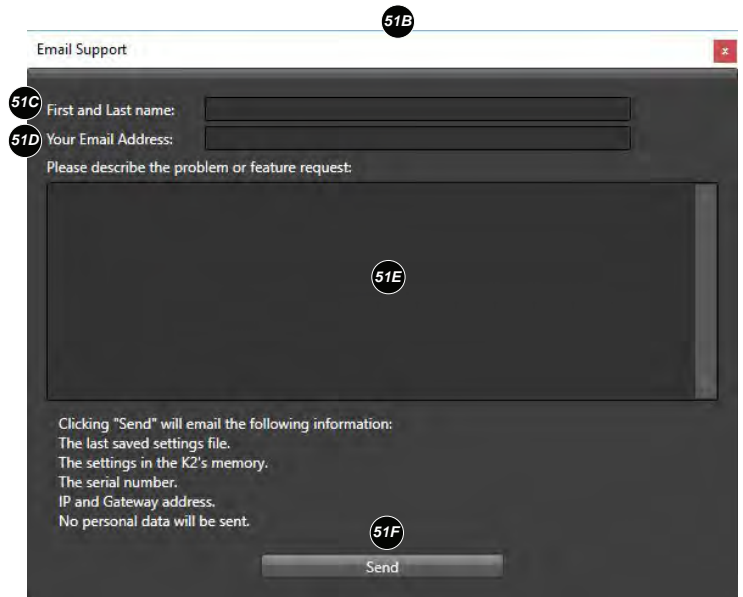 51B
Email Support x
51C First and Last name:
51D Your Email Address:
Please describe the problem or feature request:
51E
Clicking "Send" will email the following information:
The last saved settings file.
The settings in the K2's memory.
The serial number.
IP and Gateway address.
No personal data will be sent.
51F
Send